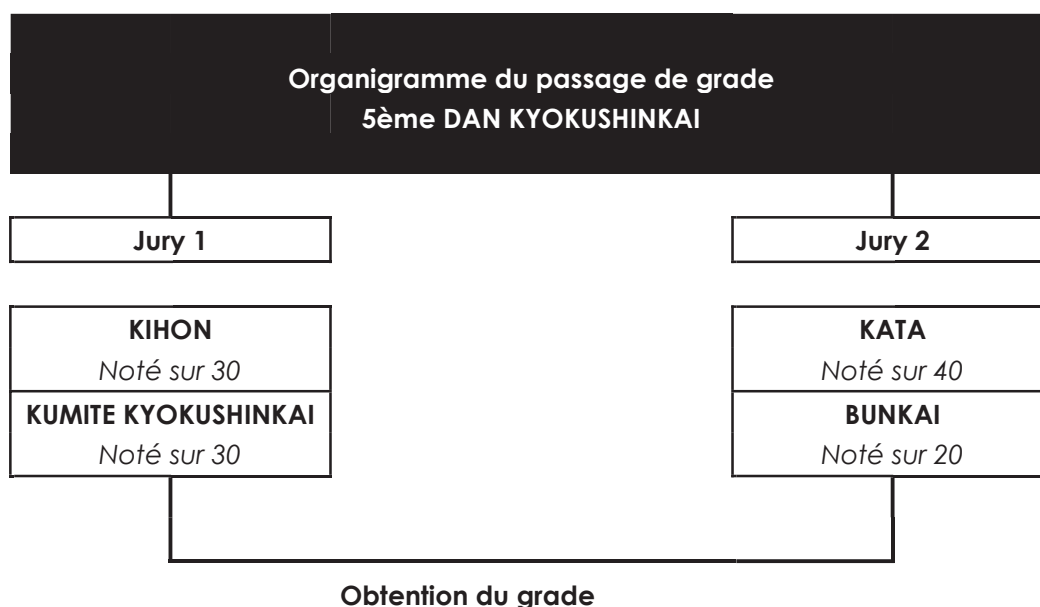 Organigramme du passage de grade
5ème DAN KYOKUSHINKAI
Jury 1
Jury 2
KIHON
Noté sur 30
KUMITE KYOKUSHINKAI
Noté sur 30
KATA
Noté sur 40
BUNKAI
Noté sur 20
Obtention du grade